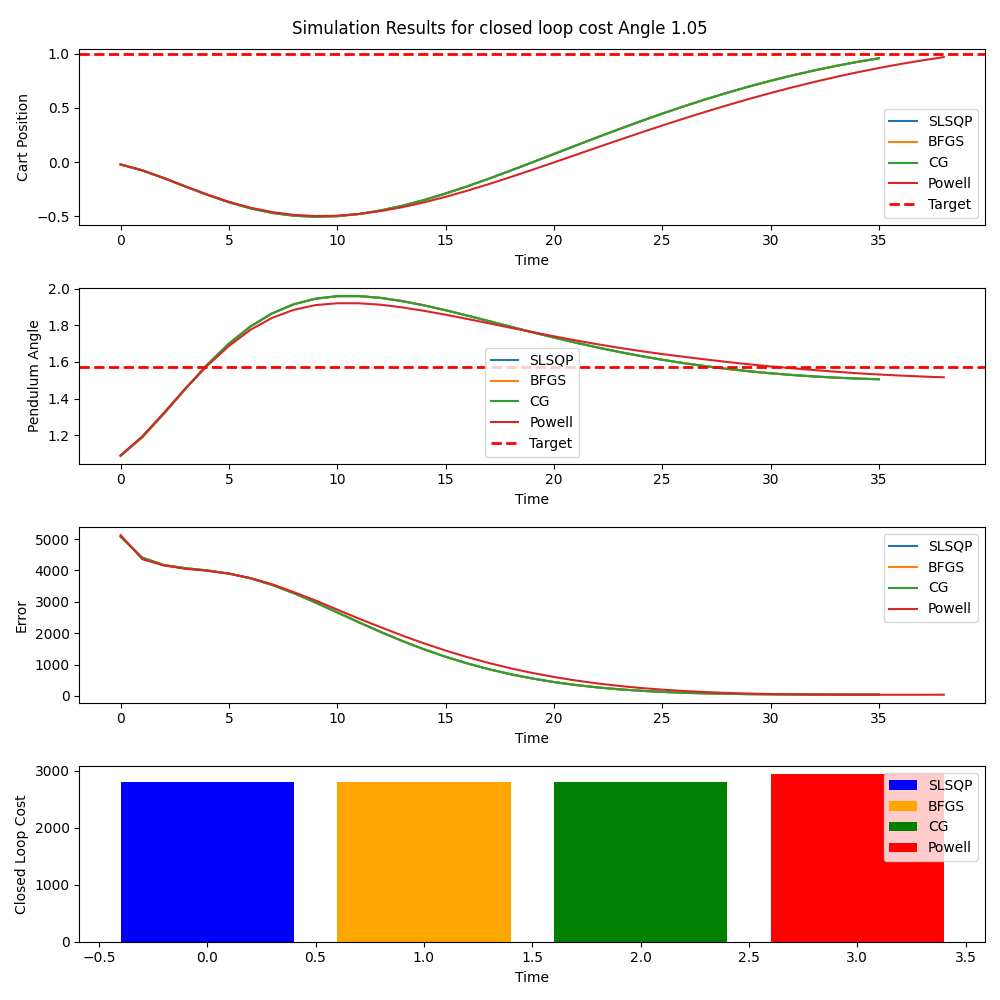 Simulation Results for closed loop cost Angle 1.05
1.0
0.5
0.0
−0.5
Cart Position
SLSQP
BFGS
CG
Powell
Target
0 5 10 15 20 25 30 35
Time
2.0
1.8
1.6
1.4
1.2
Pendulum Angle
SLSQP
BFGS
CG
Powell
Target
0 5 10 15 20 25 30 35
Time
5000
4000
3000
2000
1000
0
Error
SLSQP
BFGS
CG
Powell
0 5 10 15 20 25 30 35
Time
3000
2000
1000
0
Closed Loop Cost
SLSQP
BFGS
CG
Powell
−0.5 0.0 0.5 1.0 1.5 2.0 2.5 3.0 3.5
Time